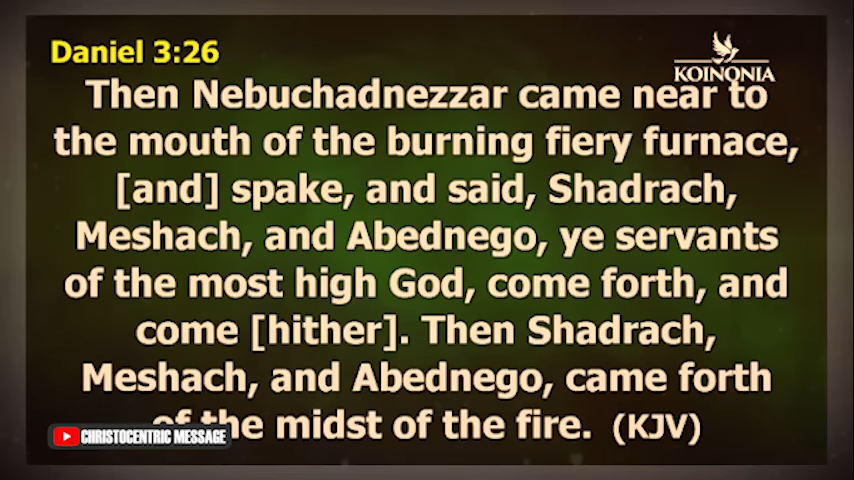 Daniel 3:26
KOINONIA
Then Nebuchadnezzar came near to
the mouth of the burning fiery furnace,
[and] spake, and said, Shadrach,
Meshach, and Abednego, ye servants
of the most high God, come forth, and
come [hither]. Then Shadrach,
Meshach, and Abednego, came forth
of the midst of the fire. (KJV)
CHRISTOCENTRIC MESSAGE